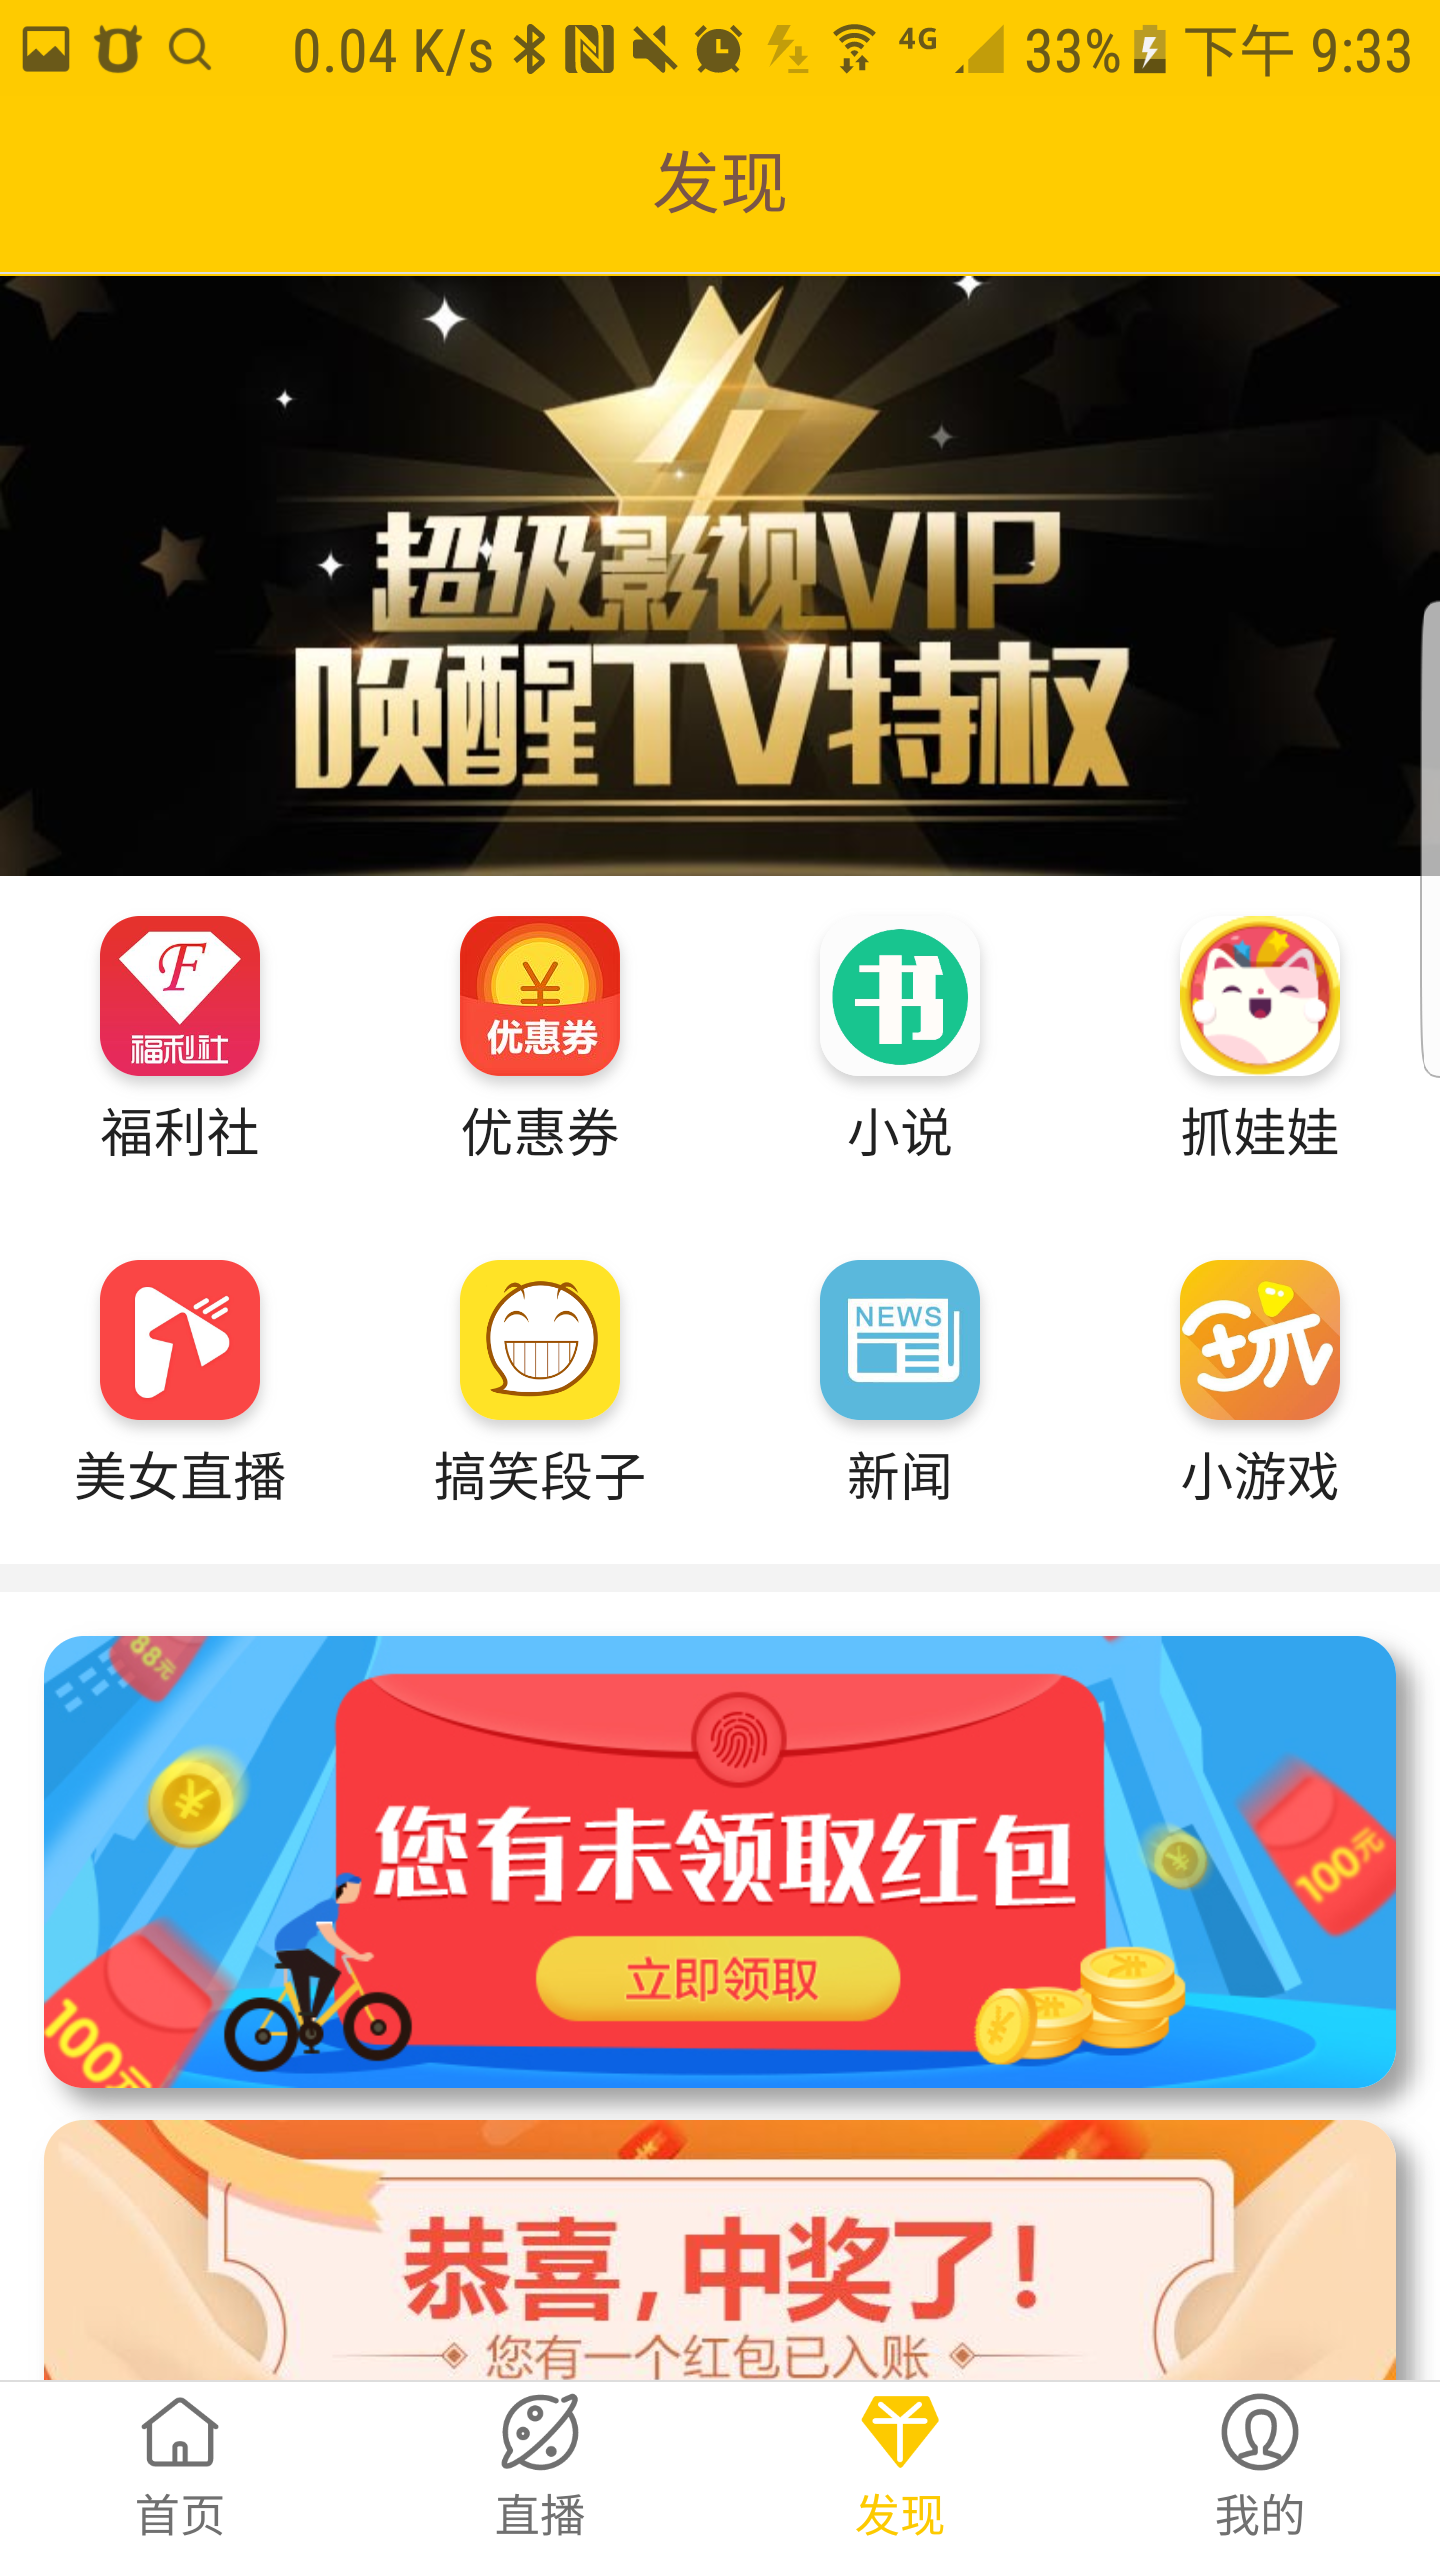 0.04 K/s 4G 33% 下午 9:33
发现
超级影视VIP
唤醒TV特权
F
福利社
优惠券
书
福利社 优惠券 小说 抓娃娃
NEWS
玩
美女直播 搞笑段子 新闻 小游戏
88元
您有未领取红包
100元
立即领取
100元
恭喜,中奖了!
您有一个红包已入账
首页 直播 发现 我的